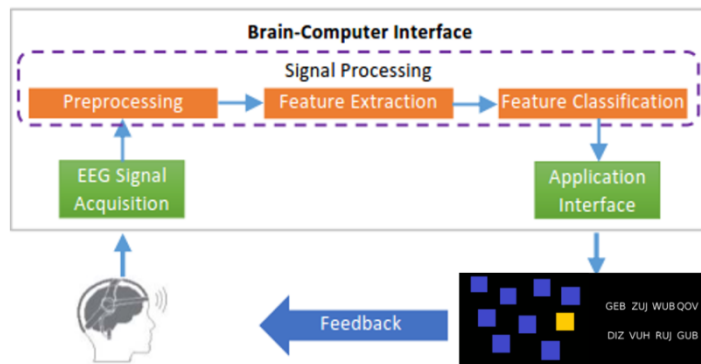 Brain-Computer Interface
Signal Processing
Preprocessing
Feature Extraction
Feature Classification
EEG Signal
Acquisition
Application
Interface
Feedback
GEB ZUJ WUB QOV
DIZ VUH RUJ GUB